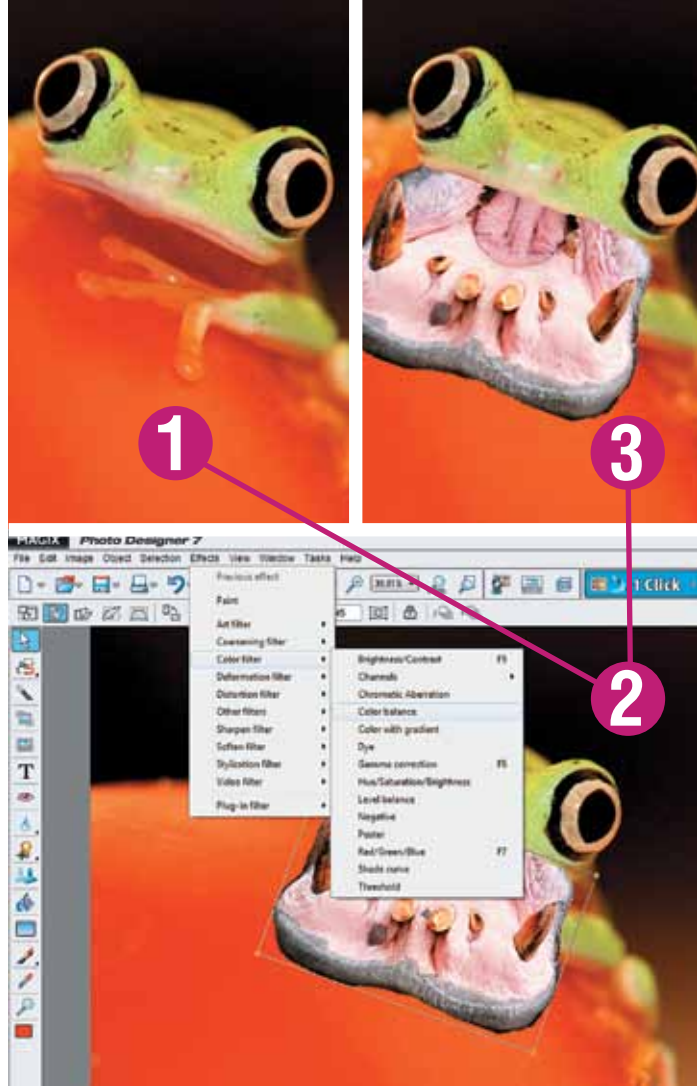 1
3
2
MAGIX Photo Designer 7
File Edit Image Object Selection Effects View Window Tasks Help
1 Click
Previous effect
Paint
Art filter
Coarsening filter
Color filter
Deformation filter
Distortion filter
Other filters
Sharpen filter
Soften filter
Stylization filter
Video filter
Plug-in filter
Brightness/Contrast F5
Channels
Chromatic Aberration
Color balance
Color with gradient
Dye
Gamma correction F6
Hue/Saturation/Brightness
Level balance
Negative
Poster
Red/Green/Blue F7
Shade curve
Threshold
T